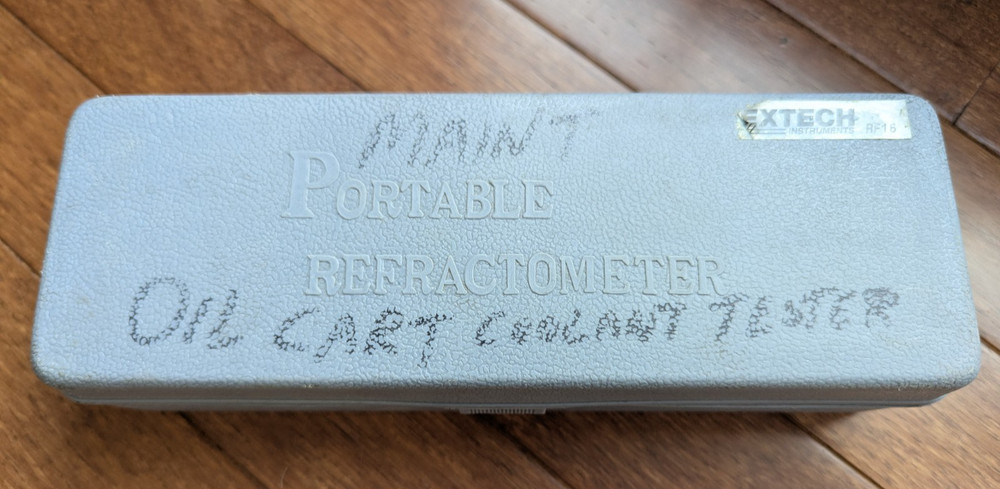 MAINT
EXTECH
INSTRUMENTS RF16
PORTABLE
REFRACTOMETER
OIL CART COOLANT TESTER